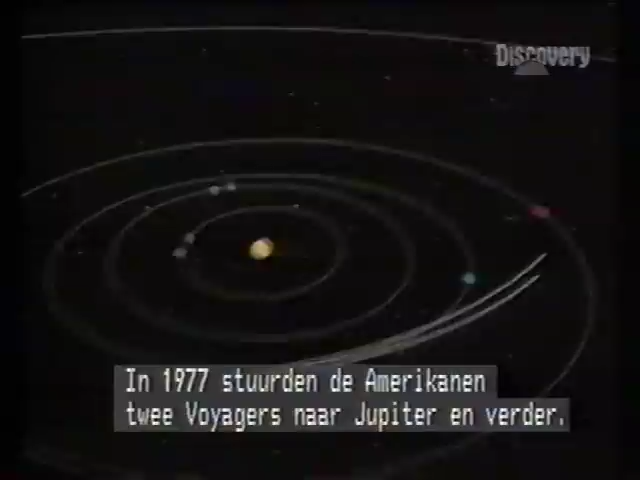 Discovery
In 1977 stuurden de Amerikanen
twee Voyagers naar Jupiter en verder.